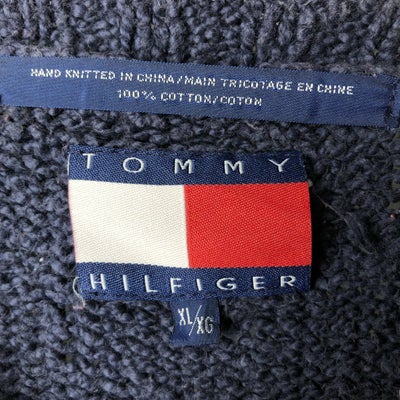 HAND KNITTED IN CHINA/MAIN TRICOTAGE EN CHINE
100% COTTON/COTON
TOMMY
HILFIGER
XL/XG